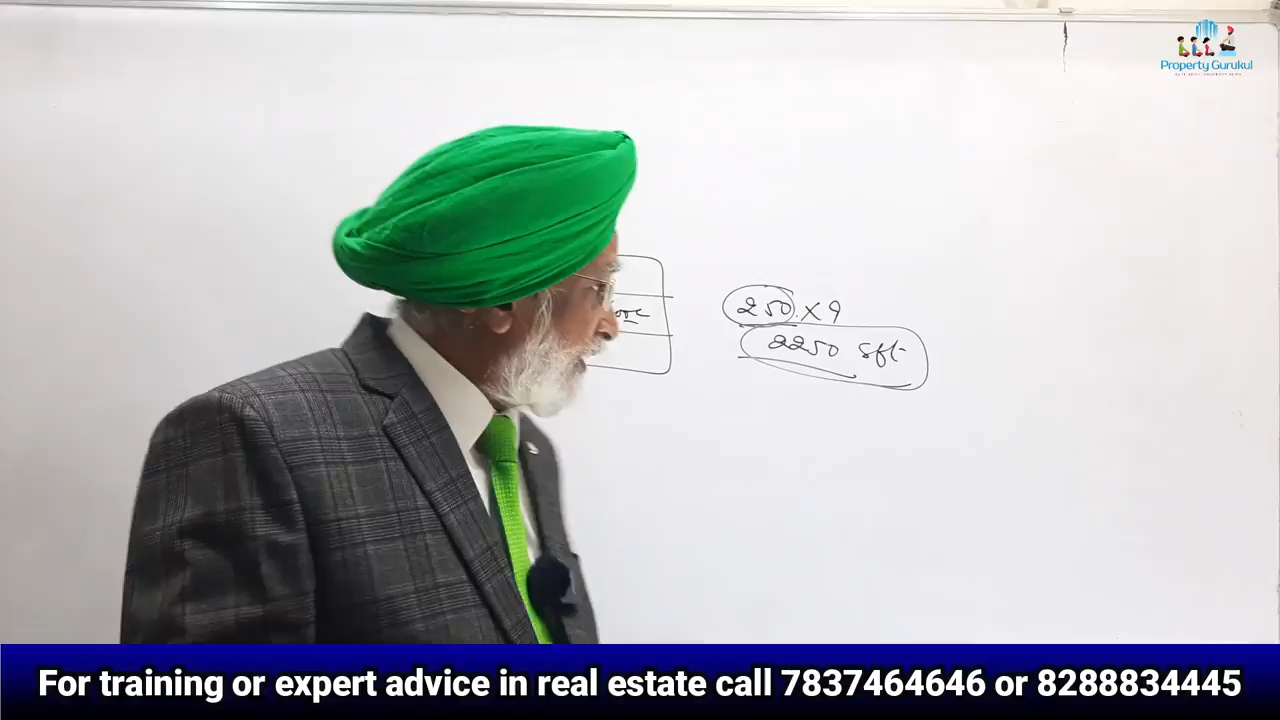 Property Gurukul
250 × 9
2250 sft
For training or expert advice in real estate call 7837464646 or 8288834445